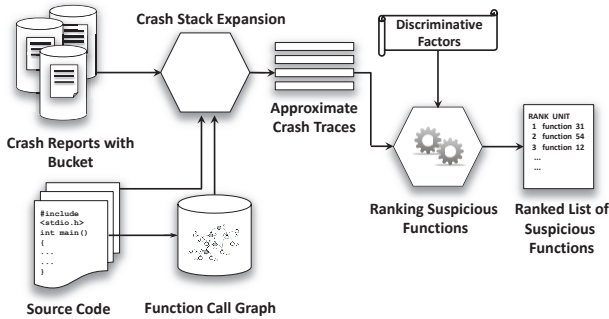 Crash Stack Expansion
Discriminative
Factors
Crash Reports with
Bucket
Approximate
Crash Traces
RANK UNIT
1 function 31
2 function 54
3 function 12
...
...
Ranking Suspicious
Functions
Ranked List of
Suspicious
Functions
#include
<stdio.h>
int main()
{
...
...
}
Source Code
Function Call Graph